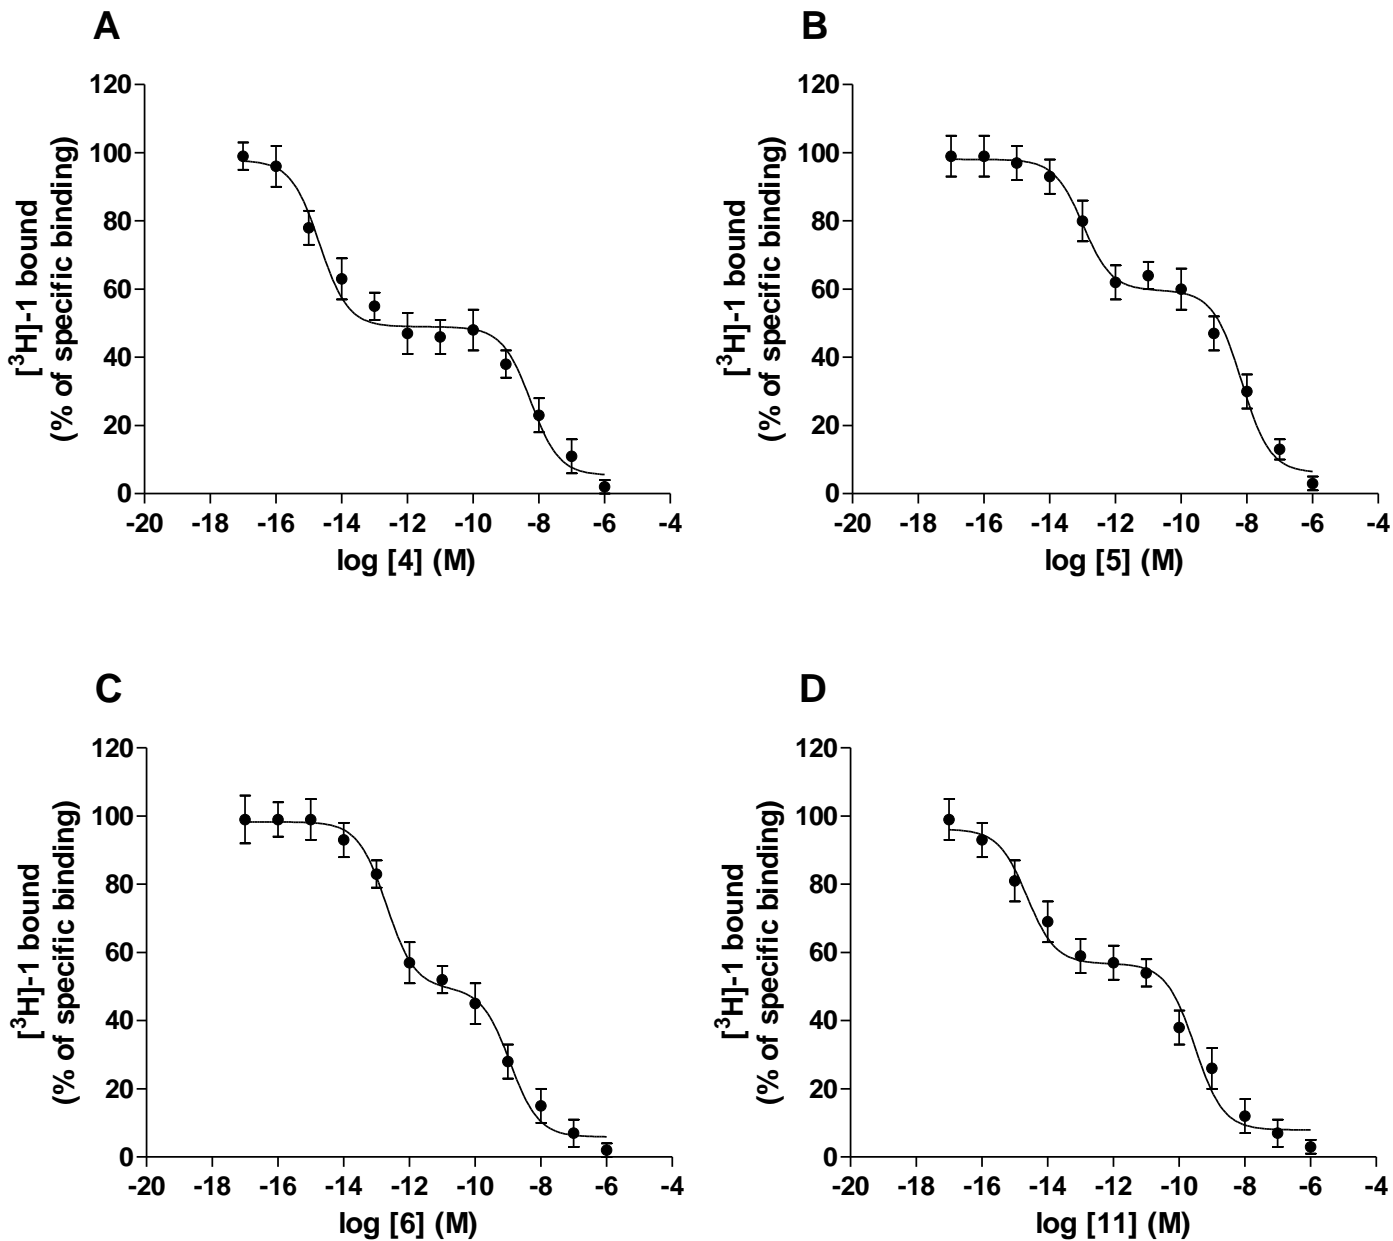 A
[³H]-1 bound
(% of specific binding)
120
100
80
60
40
20
0
-20 -18 -16 -14 -12 -10 -8 -6 -4
log [4] (M)
B
[³H]-1 bound
(% of specific binding)
120
100
80
60
40
20
0
-20 -18 -16 -14 -12 -10 -8 -6 -4
log [5] (M)
C
[³H]-1 bound
(% of specific binding)
120
100
80
60
40
20
0
-20 -18 -16 -14 -12 -10 -8 -6 -4
log [6] (M)
D
[³H]-1 bound
(% of specific binding)
120
100
80
60
40
20
0
-20 -18 -16 -14 -12 -10 -8 -6 -4
log [11] (M)